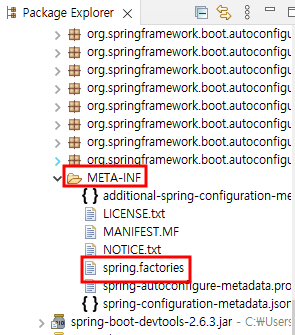 Package Explorer
org.springframework.boot.autoconfigu
org.springframework.boot.autoconfigu
org.springframework.boot.autoconfigu
org.springframework.boot.autoconfigu
org.springframework.boot.autoconfigu
org.springframework.boot.autoconfigu
org.springframework.boot.autoconfigu
org.springframework.boot.autoconfigu
META-INF
additional-spring-configuration-me
LICENSE.txt
MANIFEST.MF
NOTICE.txt
spring.factories
spring-autoconfigure-metadata.pro
spring-configuration-metadata.json
spring-boot-devtools-2.6.3.jar - C:₩Users